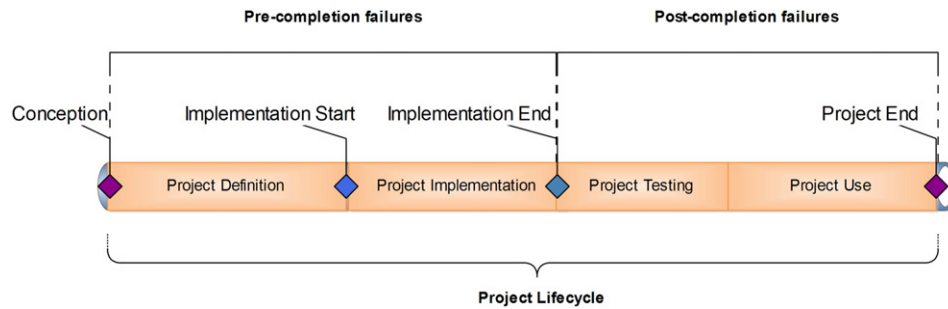 Pre-completion failures
Post-completion failures
Conception
Implementation Start
Implementation End
Project End
Project Definition
Project Implementation
Project Testing
Project Use
Project Lifecycle